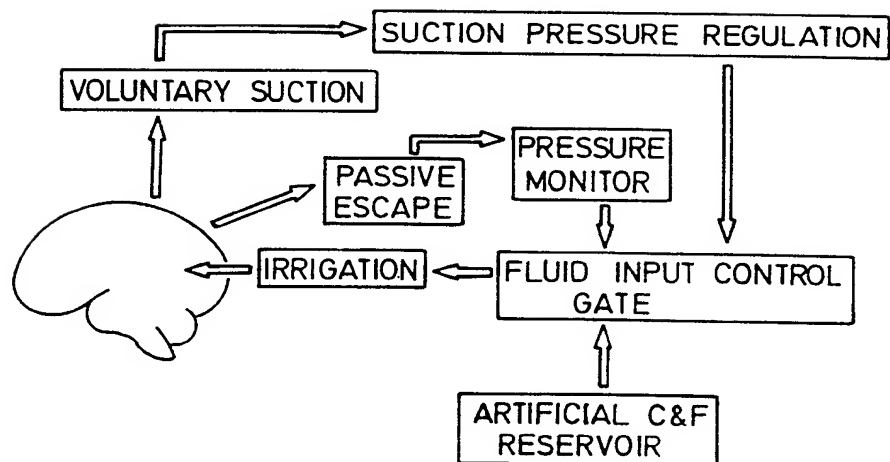 SUCTION PRESSURE REGULATION
VOLUNTARY SUCTION
PASSIVE
ESCAPE
PRESSURE
MONITOR
IRRIGATION
FLUID INPUT CONTROL
GATE
ARTIFICIAL C&F
RESERVOIR